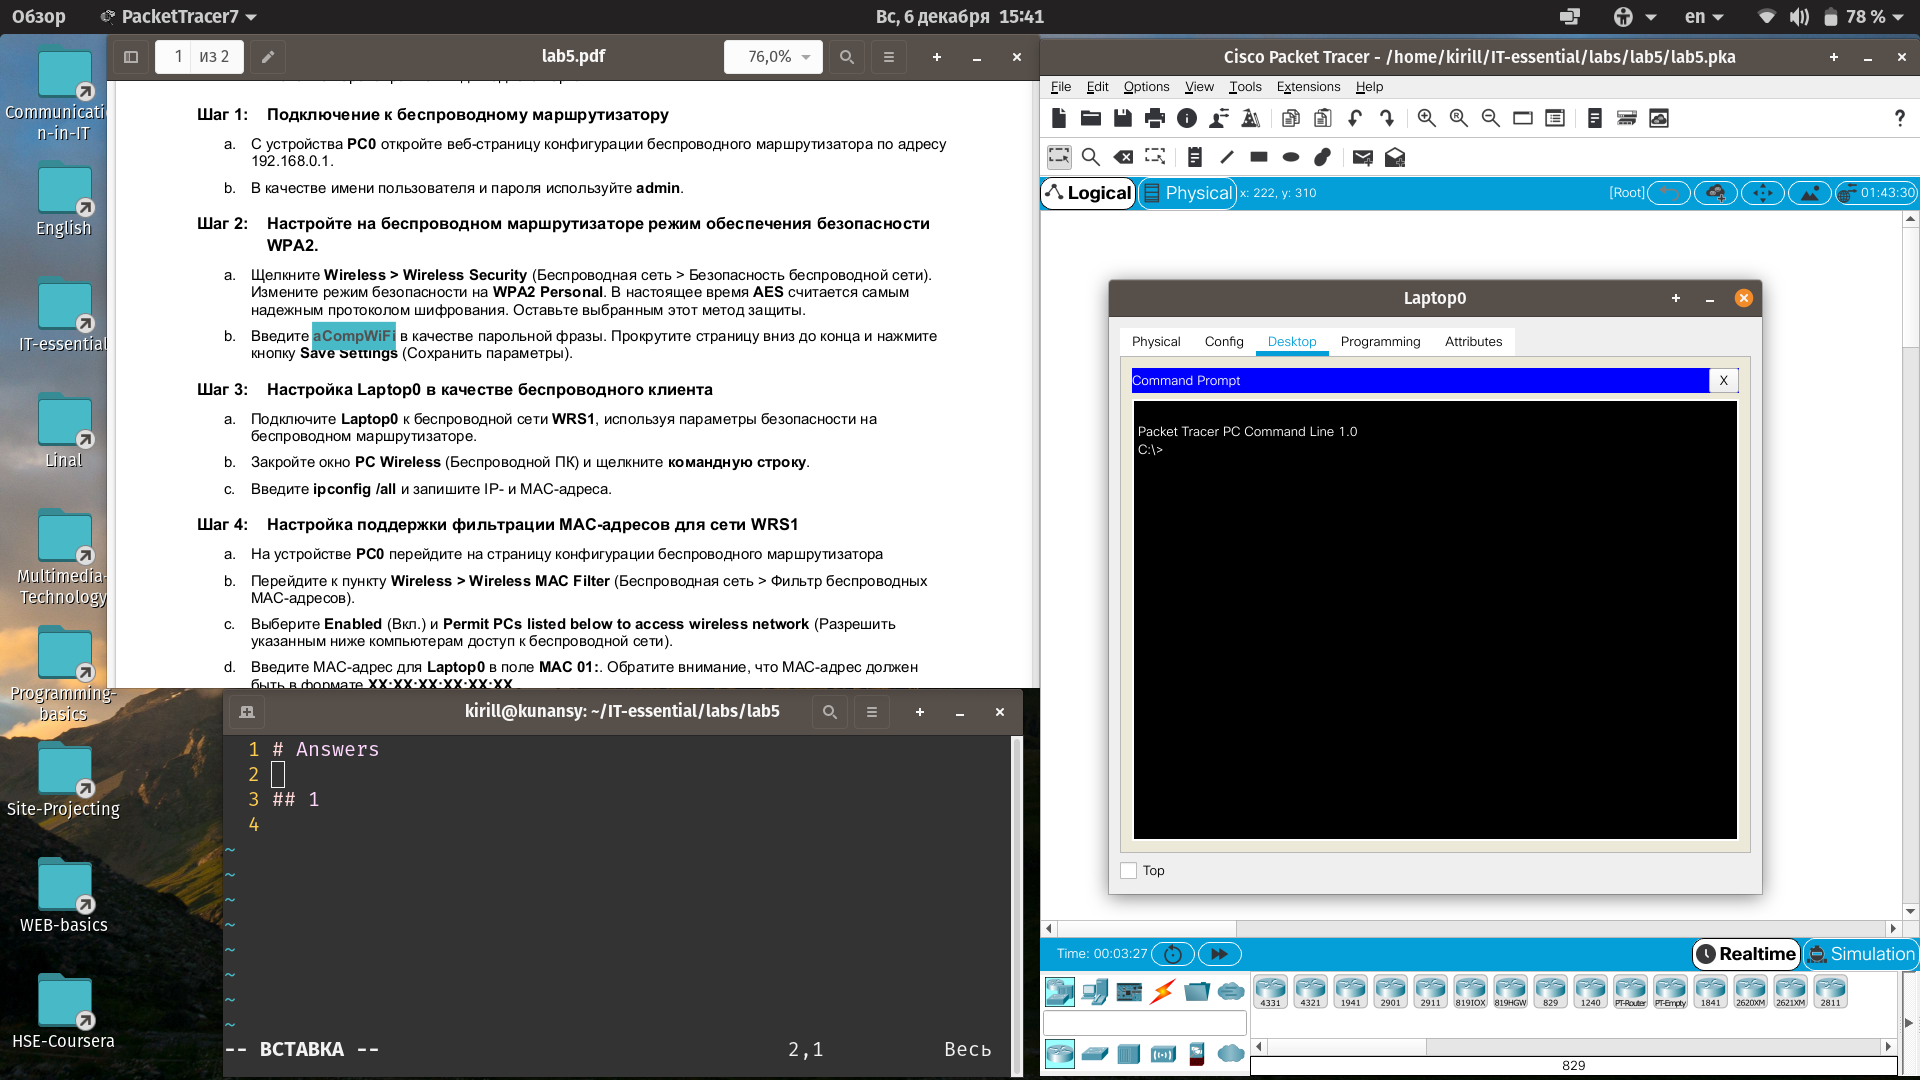 Обзор
PacketTracer7
Вс, 6 декабря 15:41
en
78 %
1 из 2
lab5.pdf
76,0%
Шаг 1: Подключение к беспроводному маршрутизатору
a. С устройства PC0 откройте веб-страницу конфигурации беспроводного маршрутизатора по адресу
192.168.0.1.
b. В качестве имени пользователя и пароля используйте admin.
Шаг 2: Настройте на беспроводном маршрутизаторе режим обеспечения безопасности
WPA2.
a. Щелкните Wireless > Wireless Security (Беспроводная сеть > Безопасность беспроводной сети).
Измените режим безопасности на WPA2 Personal. В настоящее время AES считается самым
надежным протоколом шифрования. Оставьте выбранным этот метод защиты.
b. Введите aCompWiFi в качестве парольной фразы. Прокрутите страницу вниз до конца и нажмите
кнопку Save Settings (Сохранить параметры).
Шаг 3: Настройка Laptop0 в качестве беспроводного клиента
a. Подключите Laptop0 к беспроводной сети WRS1, используя параметры безопасности на
беспроводном маршрутизаторе.
b. Закройте окно PC Wireless (Беспроводной ПК) и щелкните командную строку.
c. Введите ipconfig /all и запишите IP- и MAC-адреса.
Шаг 4: Настройка поддержки фильтрации MAC-адресов для сети WRS1
a. На устройстве PC0 перейдите на страницу конфигурации беспроводного маршрутизатора
b. Перейдите к пункту Wireless > Wireless MAC Filter (Беспроводная сеть > Фильтр беспроводных
MAC-адресов).
c. Выберите Enabled (Вкл.) и Permit PCs listed below to access wireless network (Разрешить
указанным ниже компьютерам доступ к беспроводной сети).
d. Введите MAC-адрес для Laptop0 в поле MAC 01:. Обратите внимание, что MAC-адрес должен
быть в формате XX:XX:XX:XX:XX:XX
Communicatio
n-in-IT
English
IT-essential
Linal
Multimedia-
Technology
Programming-
basics
Site-Projecting
WEB-basics
HSE-Coursera
kirill@kunansy: ~/IT-essential/labs/lab5
1 # Answers
2
3 ## 1
4
~
~
~
~
~
~
~
~
-- ВСТАВКА --
2,1
Весь
Cisco Packet Tracer - /home/kirill/IT-essential/labs/lab5/lab5.pka
File Edit Options View Tools Extensions Help
?
Logical
Physical
x: 222, y: 310
[Root]
01:43:30
Laptop0
Physical Config Desktop Programming Attributes
Command Prompt
X
Packet Tracer PC Command Line 1.0
C:\>
Top
Time: 00:03:27
Realtime
Simulation
4331 4321 1941 2901 2911 819IOX 819HGW 829 1240 PT-Router PT-Empty 1841 2620XM 2621XM 2811
829